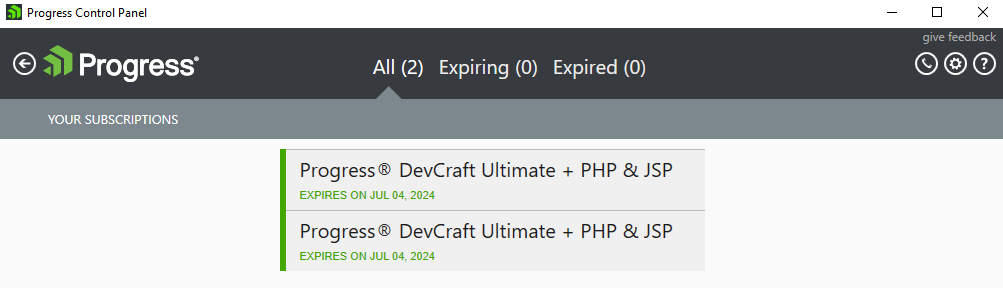 Progress Control Panel
give feedback
Progress®
All (2) Expiring (0) Expired (0)
YOUR SUBSCRIPTIONS
Progress® DevCraft Ultimate + PHP & JSP
EXPIRES ON JUL 04, 2024
Progress® DevCraft Ultimate + PHP & JSP
EXPIRES ON JUL 04, 2024